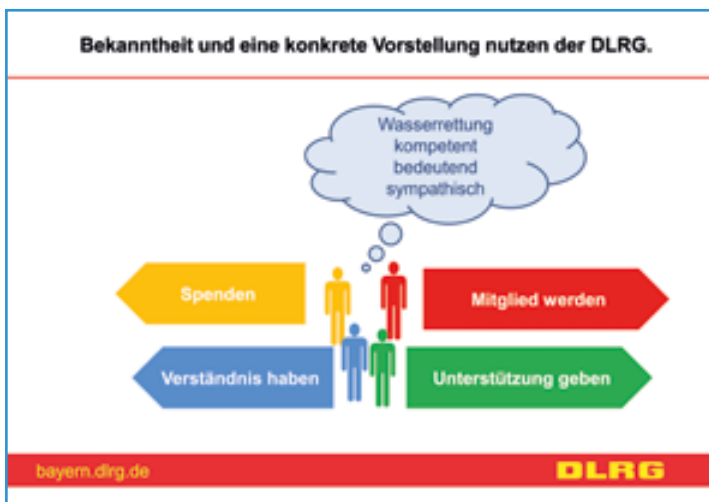 Bekanntheit und eine konkrete Vorstellung nutzen der DLRG.
Wasserrettung
kompetent
bedeutend
sympathisch
Spenden
Mitglied werden
Verständnis haben
Unterstützung geben
bayern.dlrg.de
DLRG